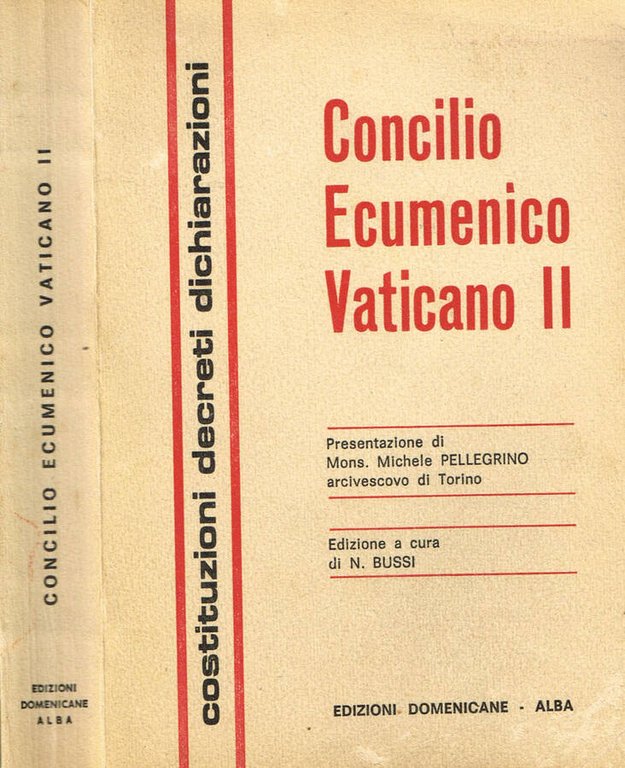 CONCILIO ECUMENICO VATICANO II
EDIZIONI
DOMENICANE
ALBA
costituzioni decreti dichiarazioni
Concilio
Ecumenico
Vaticano II
Presentazione di
Mons. Michele PELLEGRINO
arcivescovo di Torino
Edizione a cura
di N. BUSSI
EDIZIONI DOMENICANE - ALBA